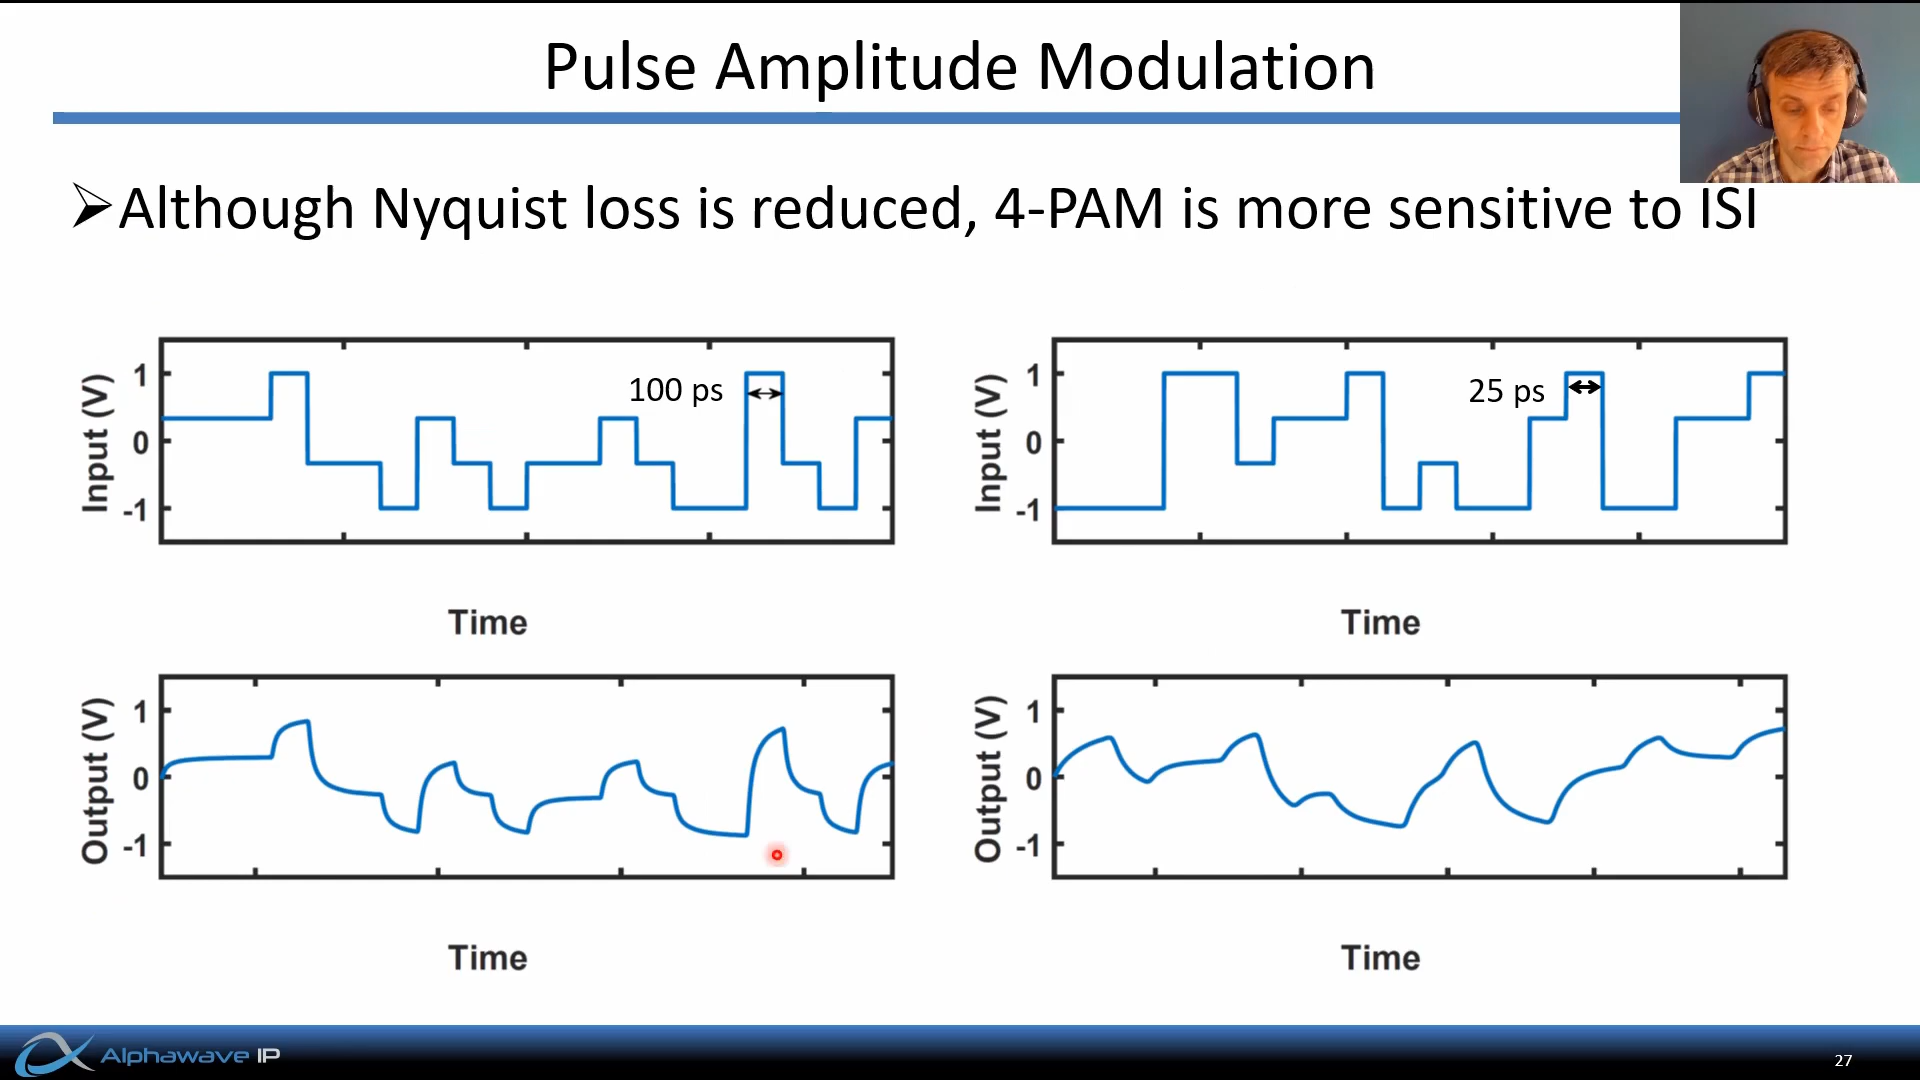 Pulse Amplitude Modulation
➢Although Nyquist loss is reduced, 4-PAM is more sensitive to ISI
Input (V)
1
0
-1
100 ps
Time
Input (V)
1
0
-1
25 ps
Time
Output (V)
1
0
-1
Time
Output (V)
1
0
-1
Time
Alphawave IP
27